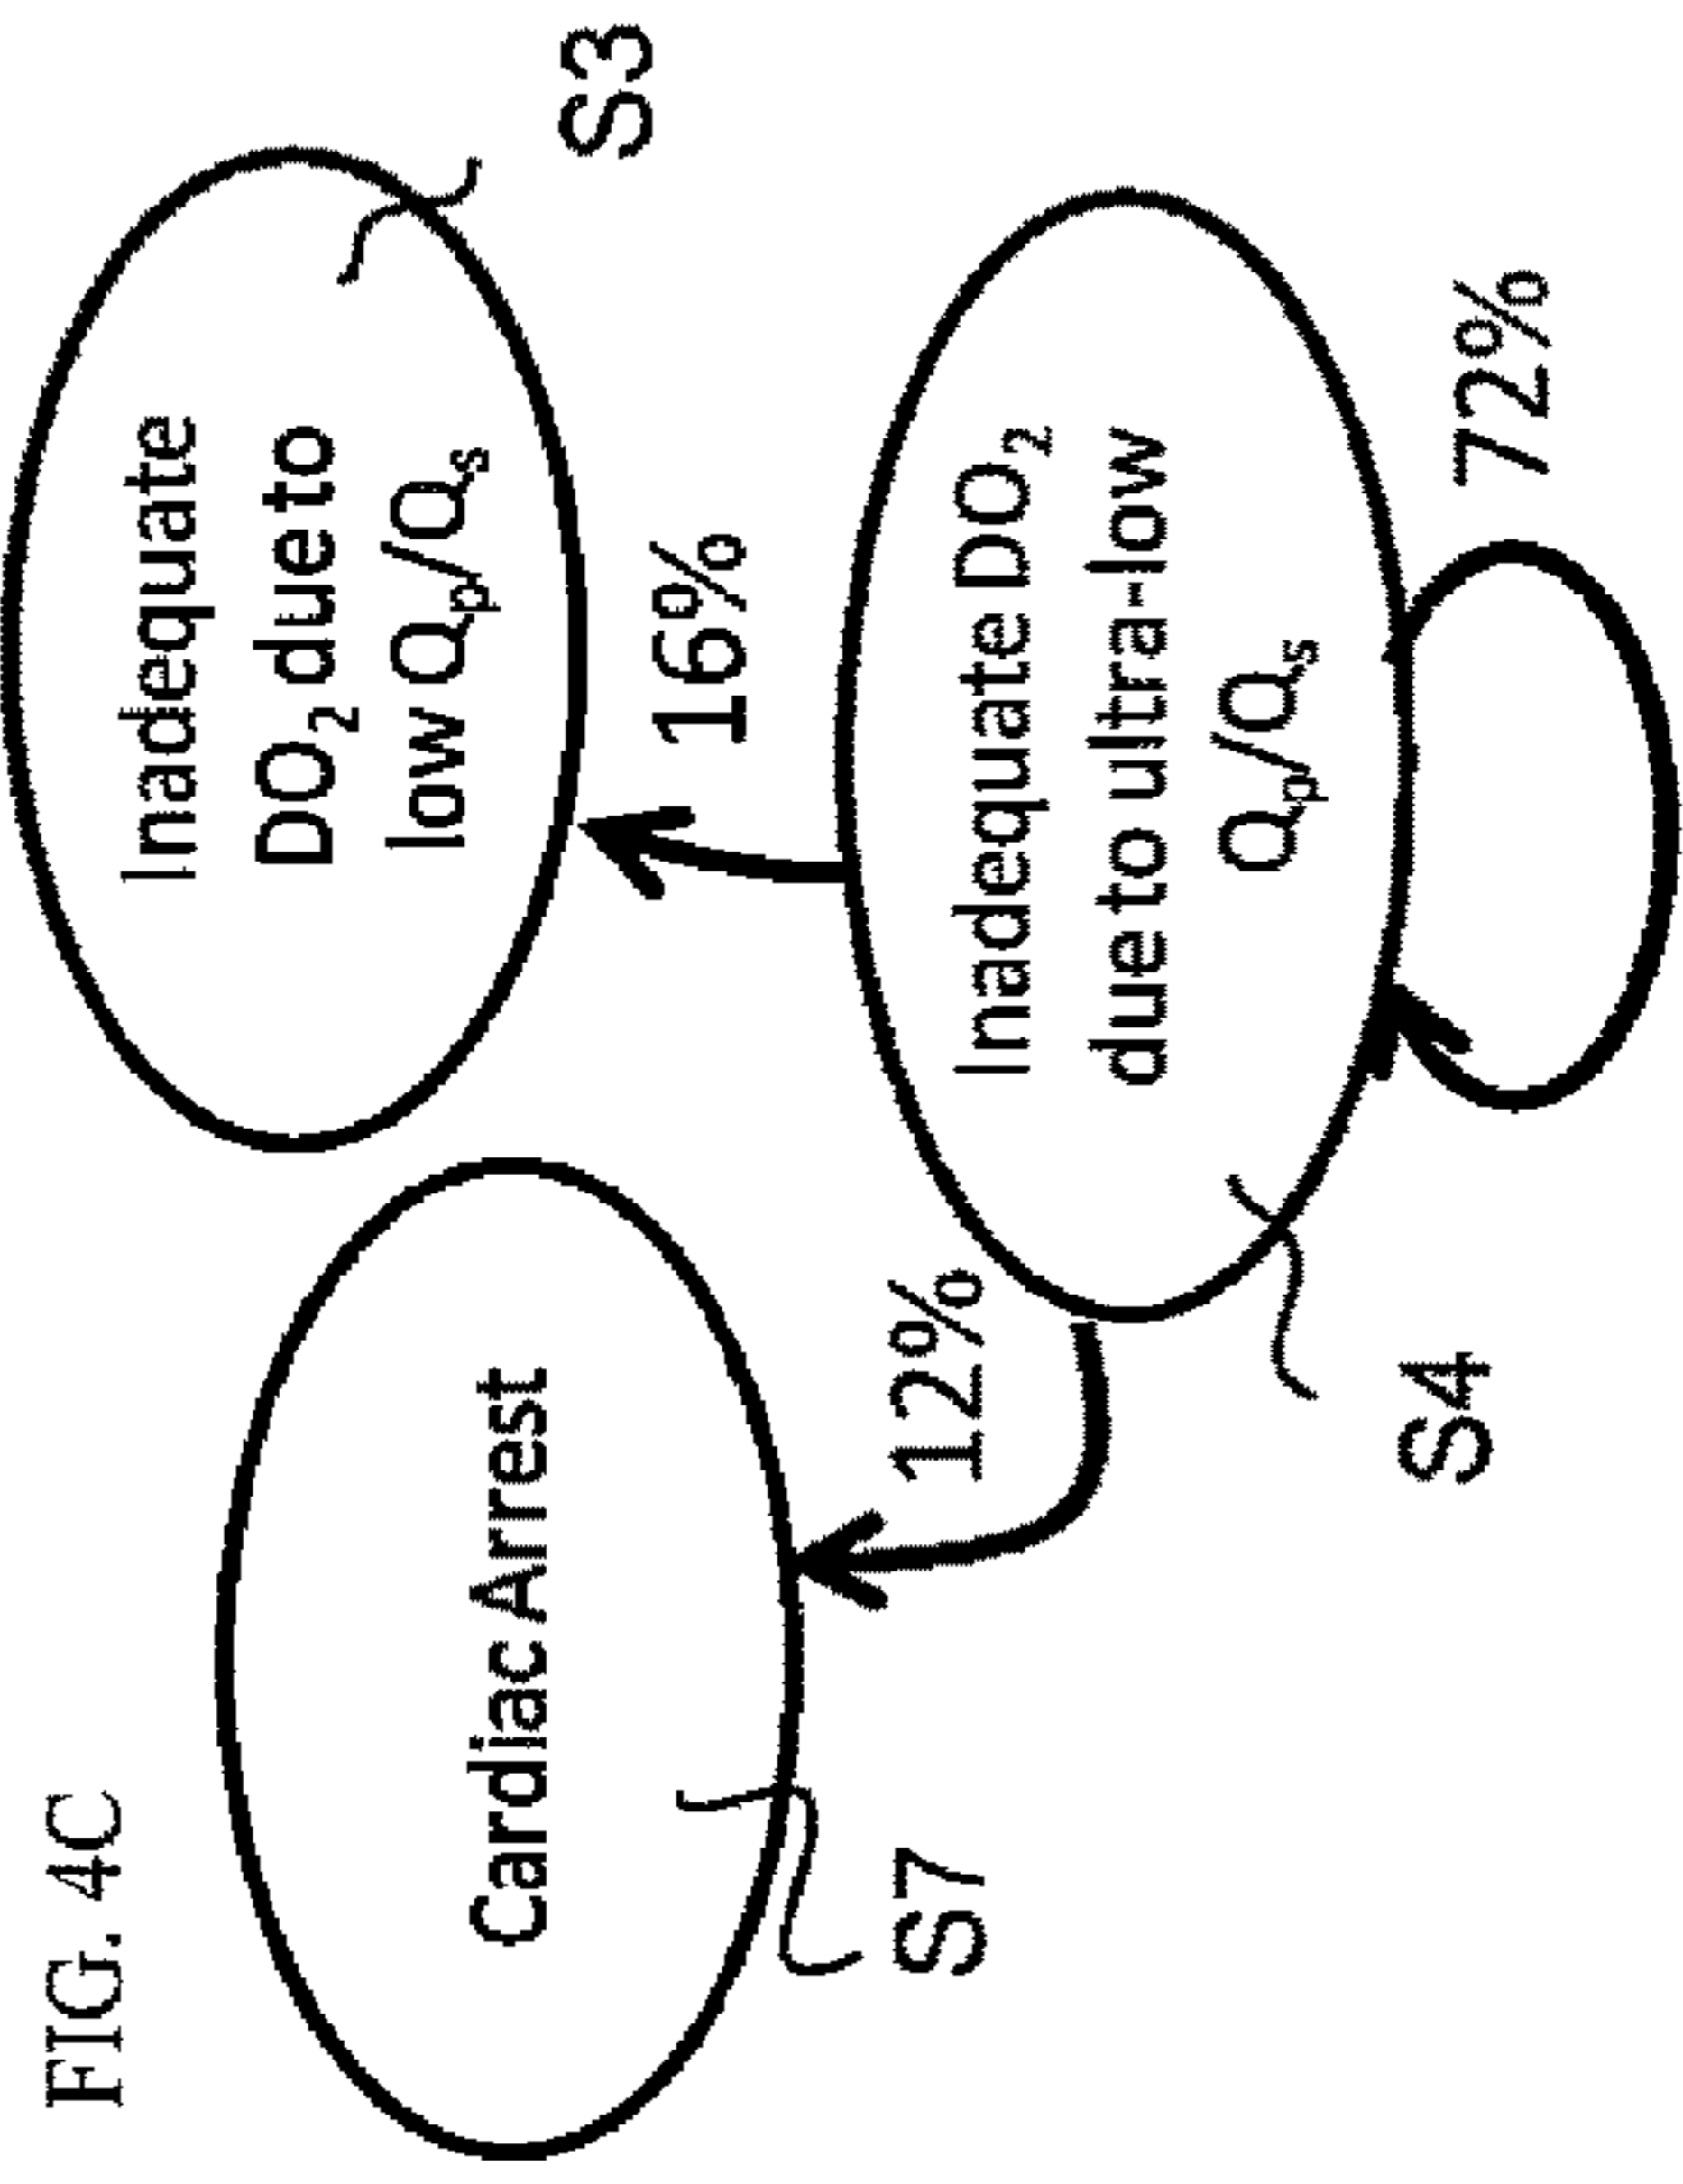 FIG. 4C
Inadequate
DO₂ due to
low Qₚ/Qₛ
S3
Cardiac Arrest
16%
S7
12%
Inadequate DO₂
due to ultra-low
Qₚ/Qₛ
S4
72%